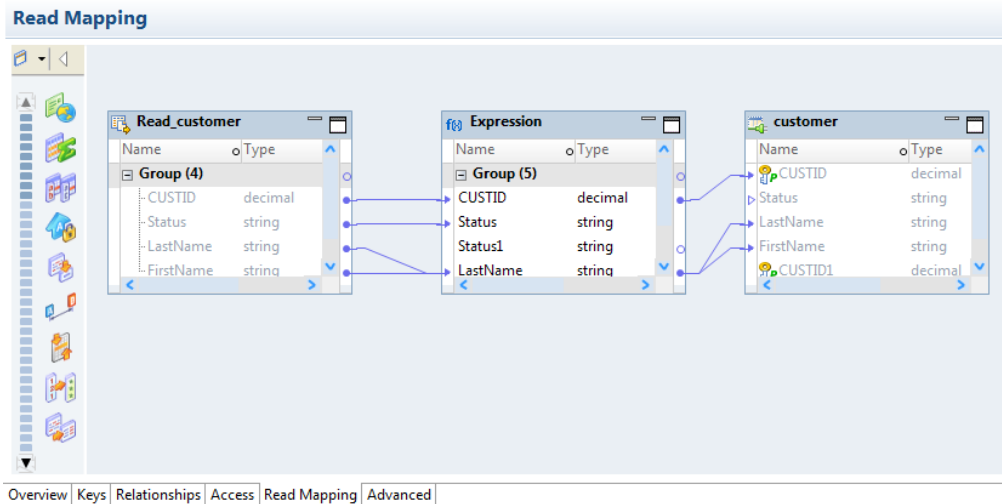 Read Mapping
Read_customer
Name Type
Group (4)
CUSTID decimal
Status string
LastName string
FirstName string
f(x) Expression
Name Type
Group (5)
CUSTID decimal
Status string
Status1 string
LastName string
customer
Name Type
CUSTID decimal
Status string
LastName string
FirstName string
CUSTID1 decimal
Overview Keys Relationships Access Read Mapping Advanced